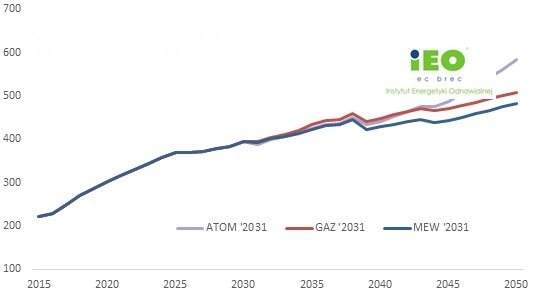 700
600
500
400
300
200
100
iEO
ec brec
Instytut Energetyki Odnawialnej
ATOM '2031 GAZ '2031 MEW '2031
2015 2020 2025 2030 2035 2040 2045 2050